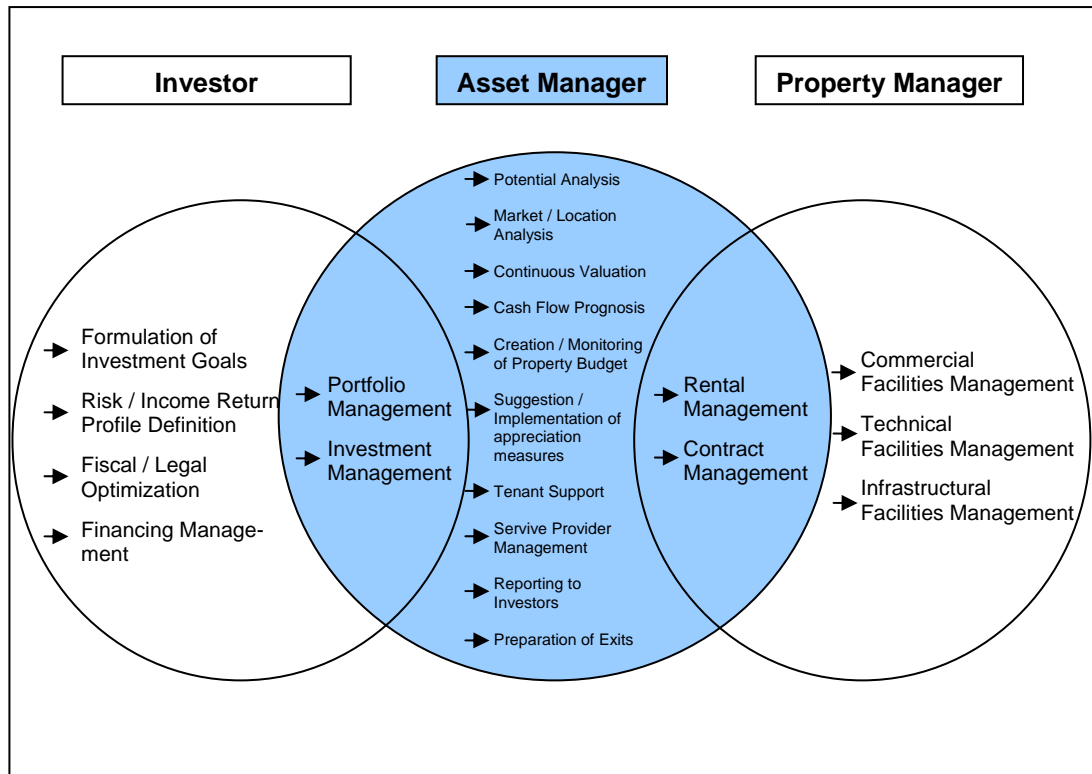 Investor
Asset Manager
Property Manager
Formulation of
Investment Goals
Risk / Income Return
Profile Definition
Fiscal / Legal
Optimization
Financing Manage-
ment
Portfolio
Management
Investment
Management
Potential Analysis
Market / Location
Analysis
Continuous Valuation
Cash Flow Prognosis
Creation / Monitoring
of Property Budget
Suggestion /
Implementation of
appreciation
measures
Tenant Support
Servive Provider
Management
Reporting to
Investors
Preparation of Exits
Rental
Management
Contract
Management
Commercial
Facilities Management
Technical
Facilities Management
Infrastructural
Facilities Management